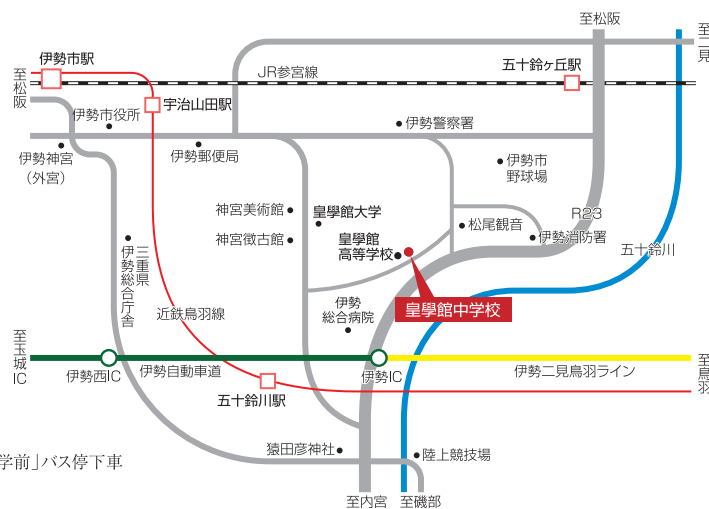 至松阪
至二見
伊勢市駅
JR参宮線
五十鈴ヶ丘駅
至松阪
宇治山田駅
伊勢市役所
伊勢警察署
伊勢神宮
（外宮）
伊勢郵便局
伊勢市
野球場
神宮美術館
皇學館大学
R23
松尾観音
神宮徴古館
皇學館
高等学校
伊勢消防署
五十鈴川
三重県
伊勢総合庁舎
伊勢
総合病院
皇學館中学校
近鉄鳥羽線
至玉城IC
伊勢西IC
伊勢自動車道
伊勢IC
伊勢二見鳥羽ライン
至鳥羽
五十鈴川駅
猿田彦神社
陸上競技場
学前」バス停下車
至内宮
至磯部